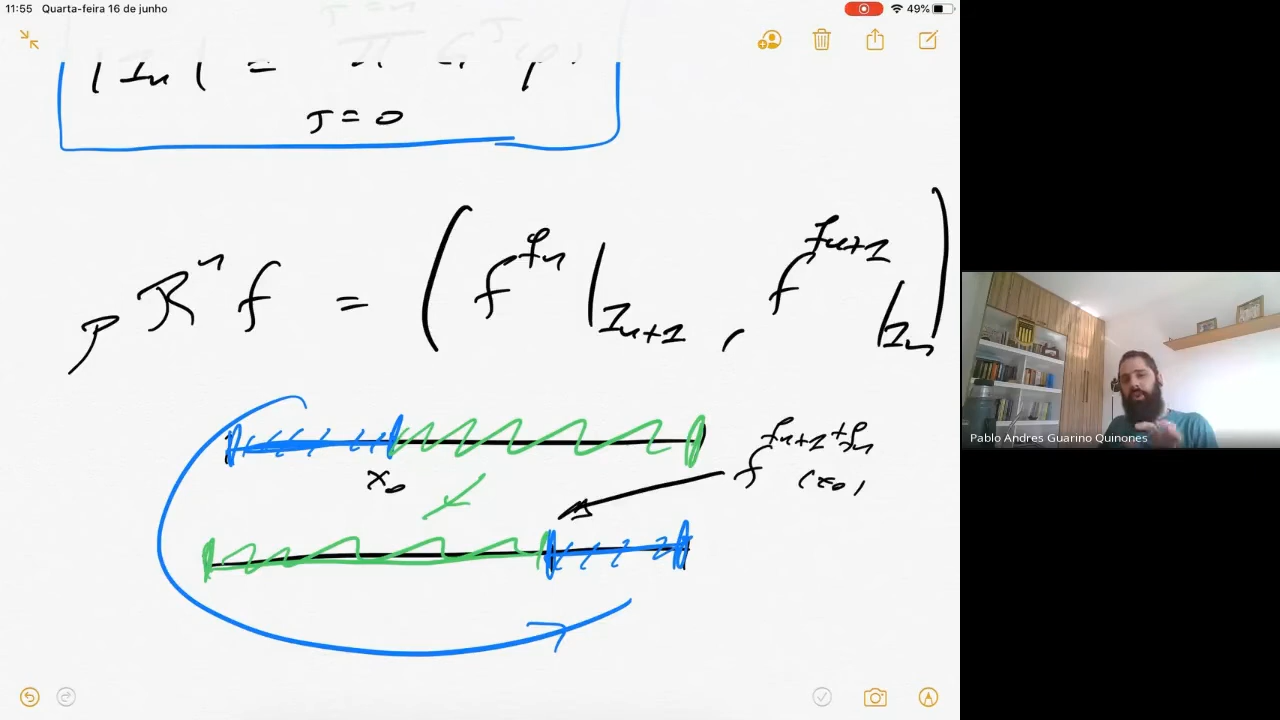 11:55 Quarta-feira 16 de junho 49%
|I_n| =
J = 0
p R^n f = ( f^{q_n} |_{I_{n+1}} , f^{q_{n+1}} |_{I_n} )
x_0
f^{q_{n+1}+q_n} (x_0)
Pablo Andres Guarino Quinones